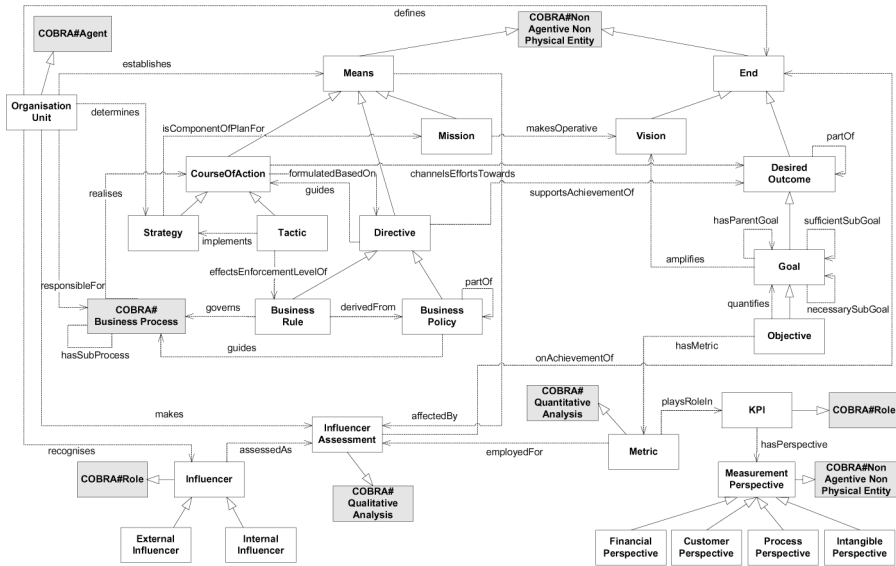 defines
COBRA#Agent
COBRA#Non
Agentive Non
Physical Entity
establishes
Means
End
Organisation
Unit
determines
isComponentOfPlanFor
Mission
makesOperative
Vision
partOf
CourseOfAction
formulatedBasedOn
channelsEffortsTowards
Desired
Outcome
realises
guides
supportsAchievementOf
hasParentGoal
sufficientSubGoal
Strategy
implements
Tactic
Directive
amplifies
Goal
effectsEnforcementLevelOf
responsibleFor
partOf
quantifies
necessarySubGoal
COBRA#
Business Process
governs
Business
Rule
derivedFrom
Business
Policy
Objective
hasSubProcess
guides
onAchievementOf
hasMetric
COBRA#
Quantitative
Analysis
playsRoleIn
KPI
COBRA#Role
makes
Influencer
Assessment
affectedBy
recognises
assessedAs
employedFor
Metric
hasPerspective
COBRA#Role
Influencer
COBRA#
Qualitative
Analysis
Measurement
Perspective
COBRA#Non
Agentive Non
Physical Entity
External
Influencer
Internal
Influencer
Financial
Perspective
Customer
Perspective
Process
Perspective
Intangible
Perspective